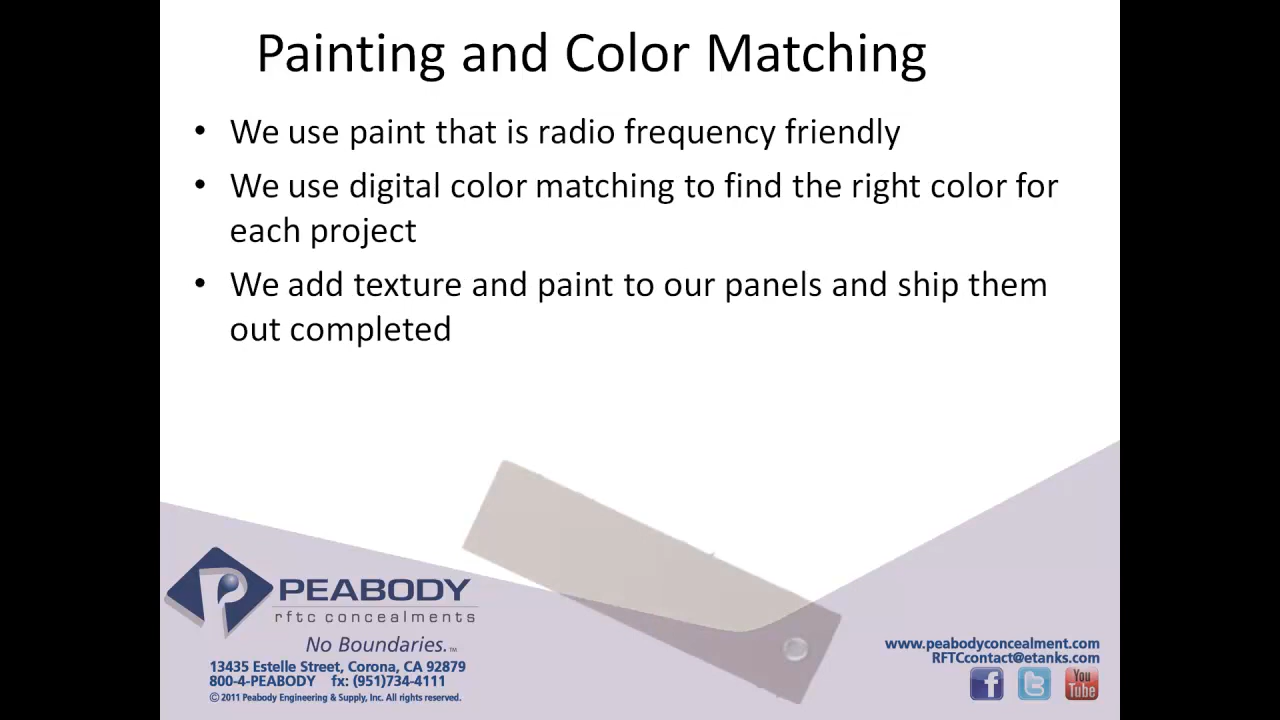 Painting and Color Matching
• We use paint that is radio frequency friendly
• We use digital color matching to find the right color for
each project
• We add texture and paint to our panels and ship them
out completed
PEABODY
rftc concealments
No Boundaries.™
13435 Estelle Street, Corona, CA 92879
800-4-PEABODY fx: (951)734-4111
© 2011 Peabody Engineering & Supply, Inc. All rights reserved.
www.peabodyconcealment.com
RFTCcontact@etanks.com
f t You
Tube